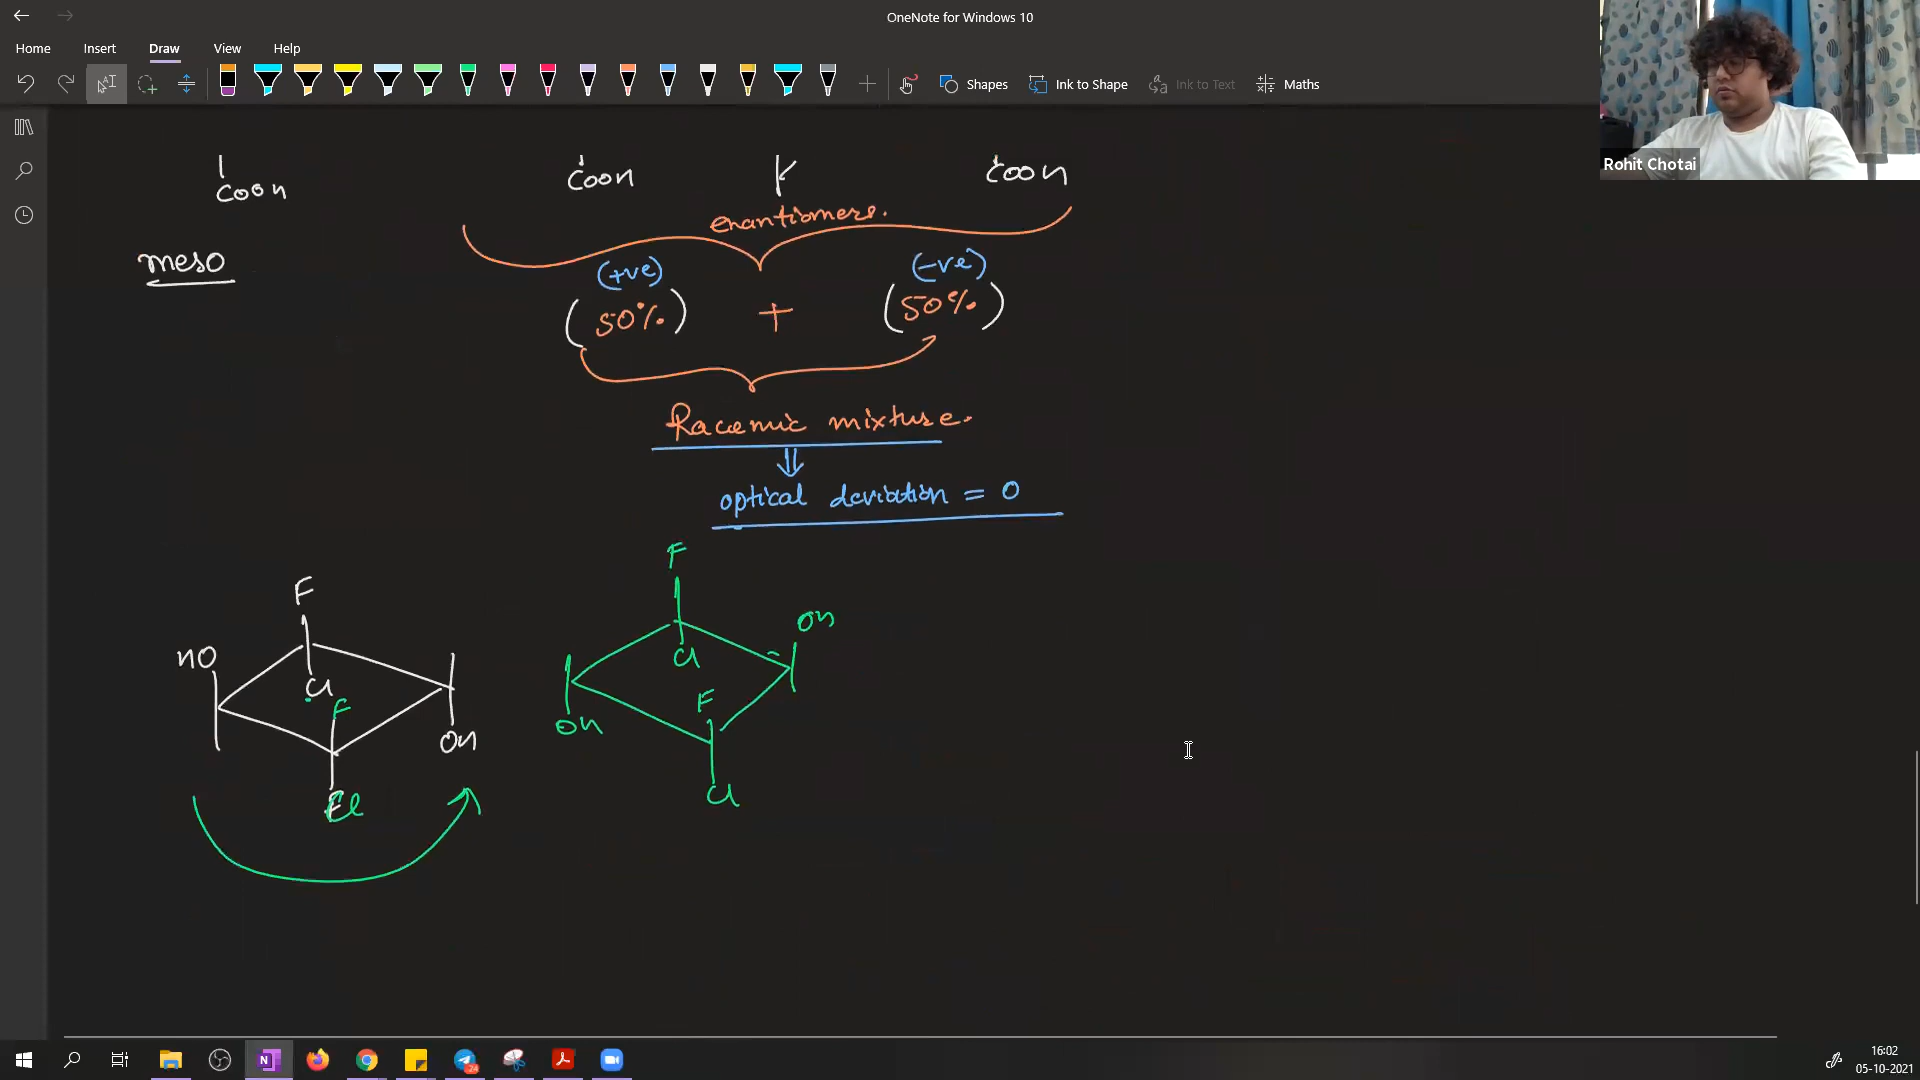 OneNote for Windows 10
Home Insert Draw View Help
Shapes Ink to Shape Ink to Text Maths
Rohit Chotai
COOH COOH COOH
enantiomers.
meso
(+ve) (-ve)
(50%) + (50%)
Racemic mixture.
optical deviation = 0
F F
HO Cl F OH
Cl F
OH OH
Cl Cl
24
16:02
05-10-2021